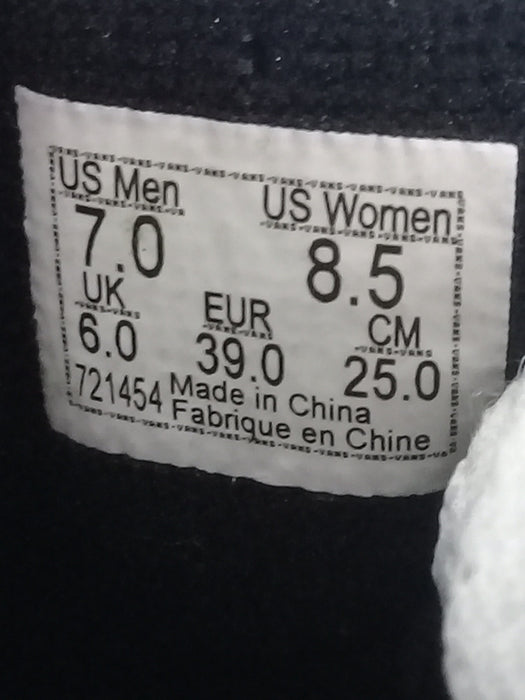 US Men US Women
7.0 8.5
UK EUR CM
6.0 39.0 25.0
721454 Made in China
Fabrique en Chine